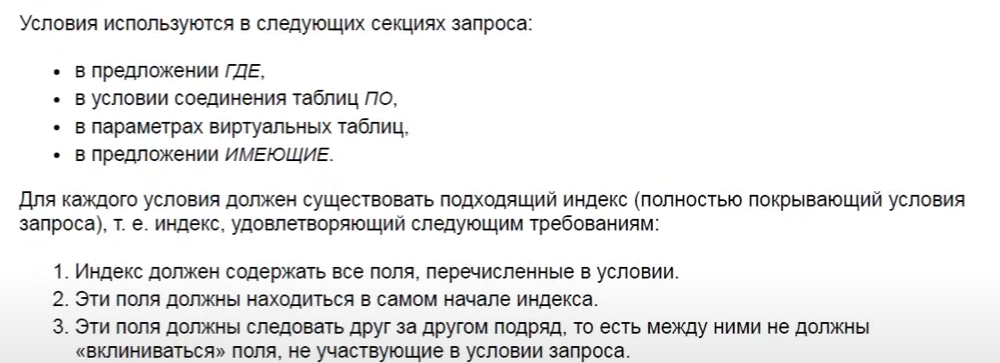 Условия используются в следующих секциях запроса:
• в предложении ГДЕ,
• в условии соединения таблиц ПО,
• в параметрах виртуальных таблиц,
• в предложении ИМЕЮЩИЕ.
Для каждого условия должен существовать подходящий индекс (полностью покрывающий условия
запроса), т. е. индекс, удовлетворяющий следующим требованиям:
1. Индекс должен содержать все поля, перечисленные в условии.
2. Эти поля должны находиться в самом начале индекса.
3. Эти поля должны следовать друг за другом подряд, то есть между ними не должны
«вклиниваться» поля, не участвующие в условии запроса.